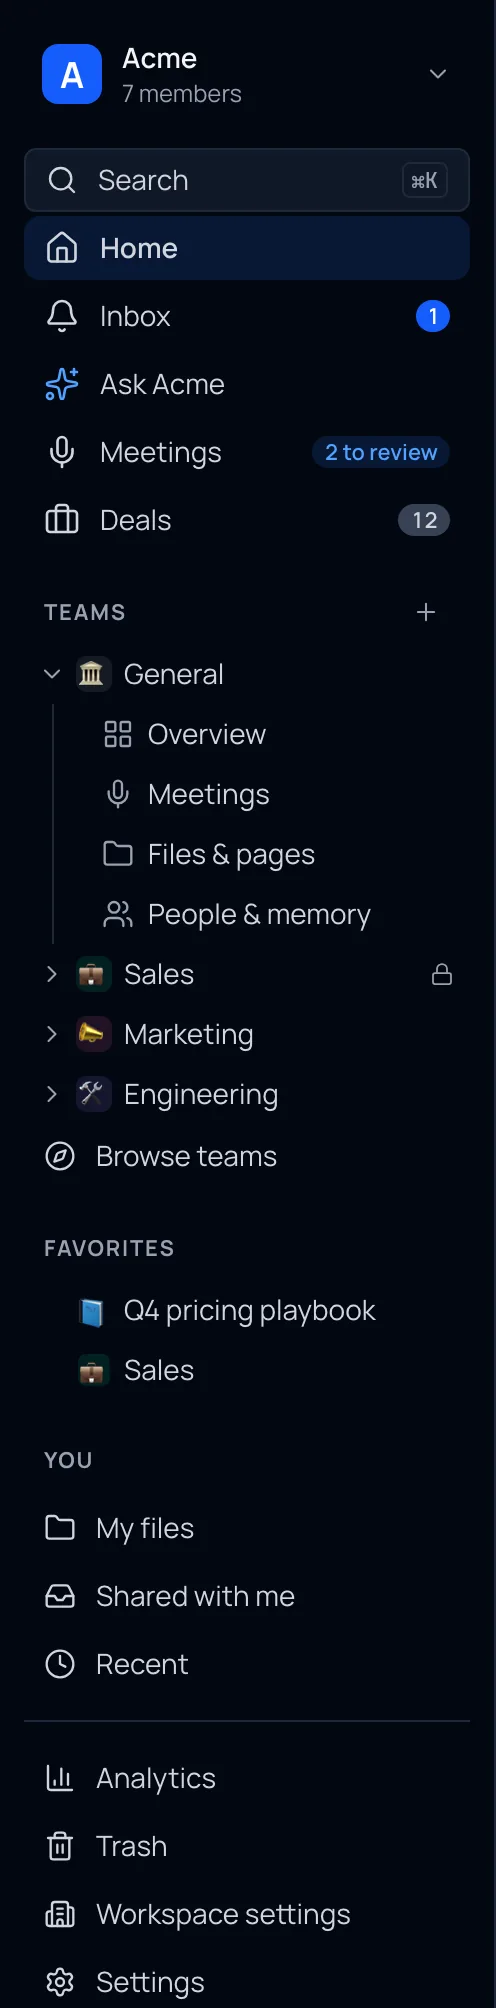 A
Acme
7 members
Search
⌘K
Home
Inbox
1
Ask Acme
Meetings
2 to review
Deals
12
TEAMS
General
Overview
Meetings
Files & pages
People & memory
Sales
Marketing
Engineering
Browse teams
FAVORITES
Q4 pricing playbook
Sales
YOU
My files
Shared with me
Recent
Analytics
Trash
Workspace settings
Settings